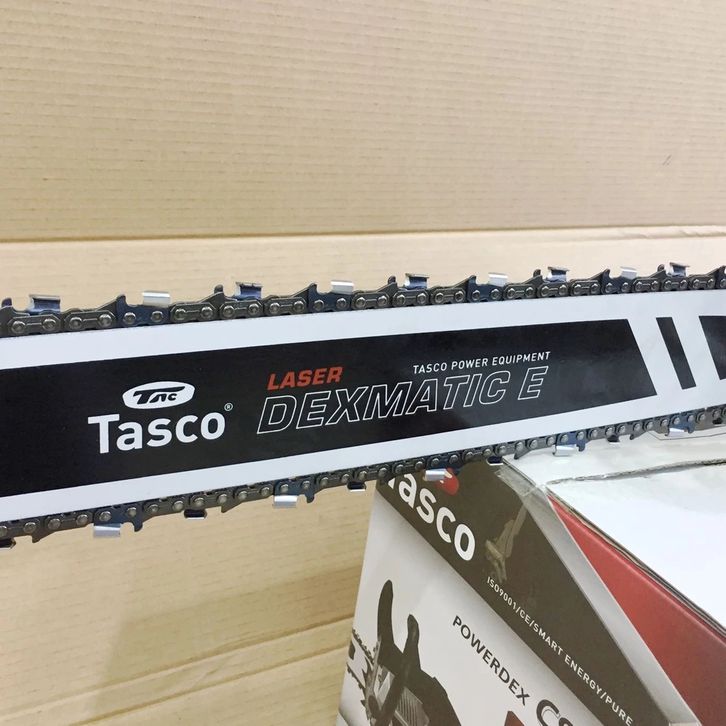 TAC
Tasco®
LASER
TASCO POWER EQUIPMENT
DEXMATIC E
Tasco
ISO9001/CE/SMART ENERGY/PURE
POWERDEX